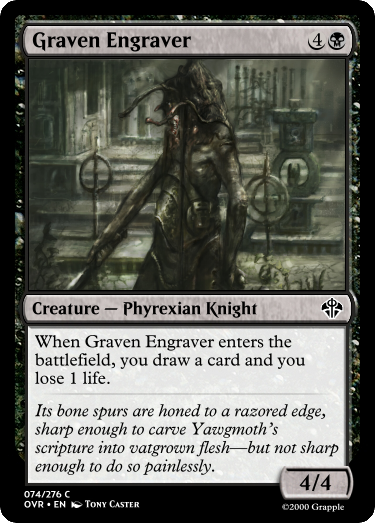 Graven Engraver 4
Creature — Phyrexian Knight
When Graven Engraver enters the
battlefield, you draw a card and you
lose 1 life.
Its bone spurs are honed to a razored edge,
sharp enough to carve Yawgmoth's
scripture into vatgrown flesh—but not sharp
enough to do so painlessly.
4/4
074/276 C
OVR • EN Tony Caster
©2000 Grapple